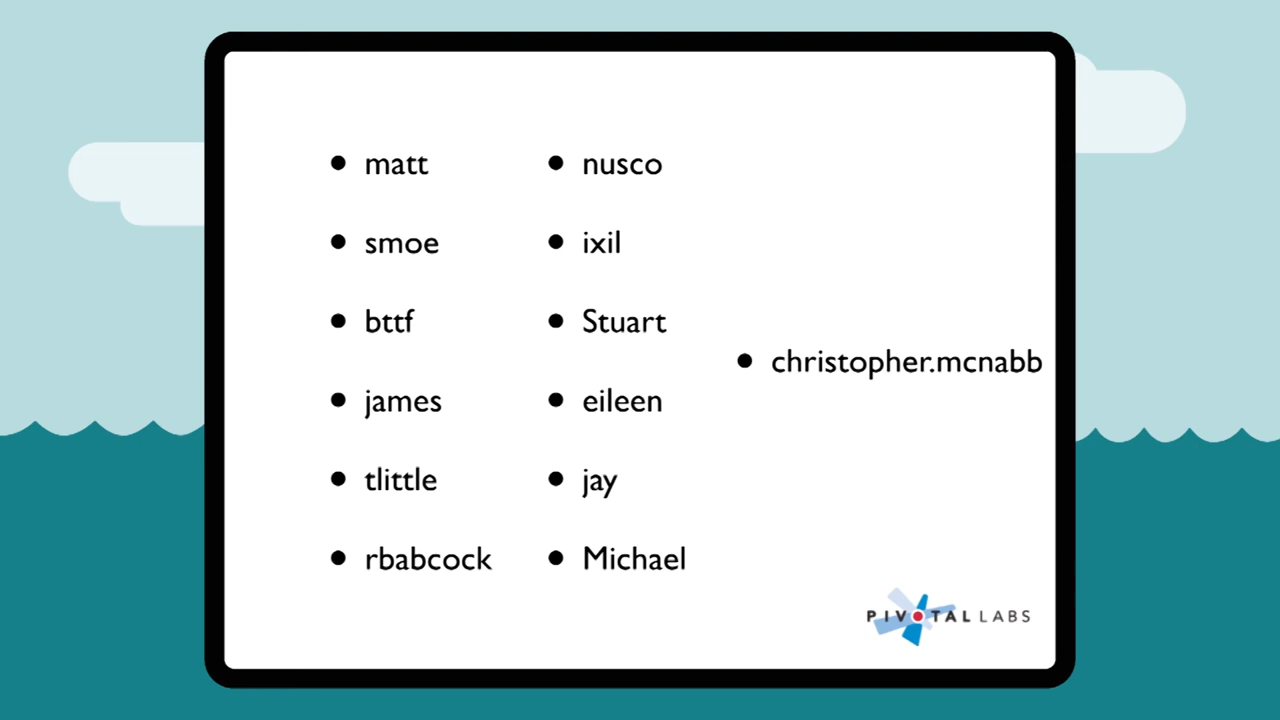 matt
smoe
bttf
james
tlittle
rbabcock
nusco
ixil
Stuart
eileen
jay
Michael
christopher.mcnabb
PIVOTAL LABS